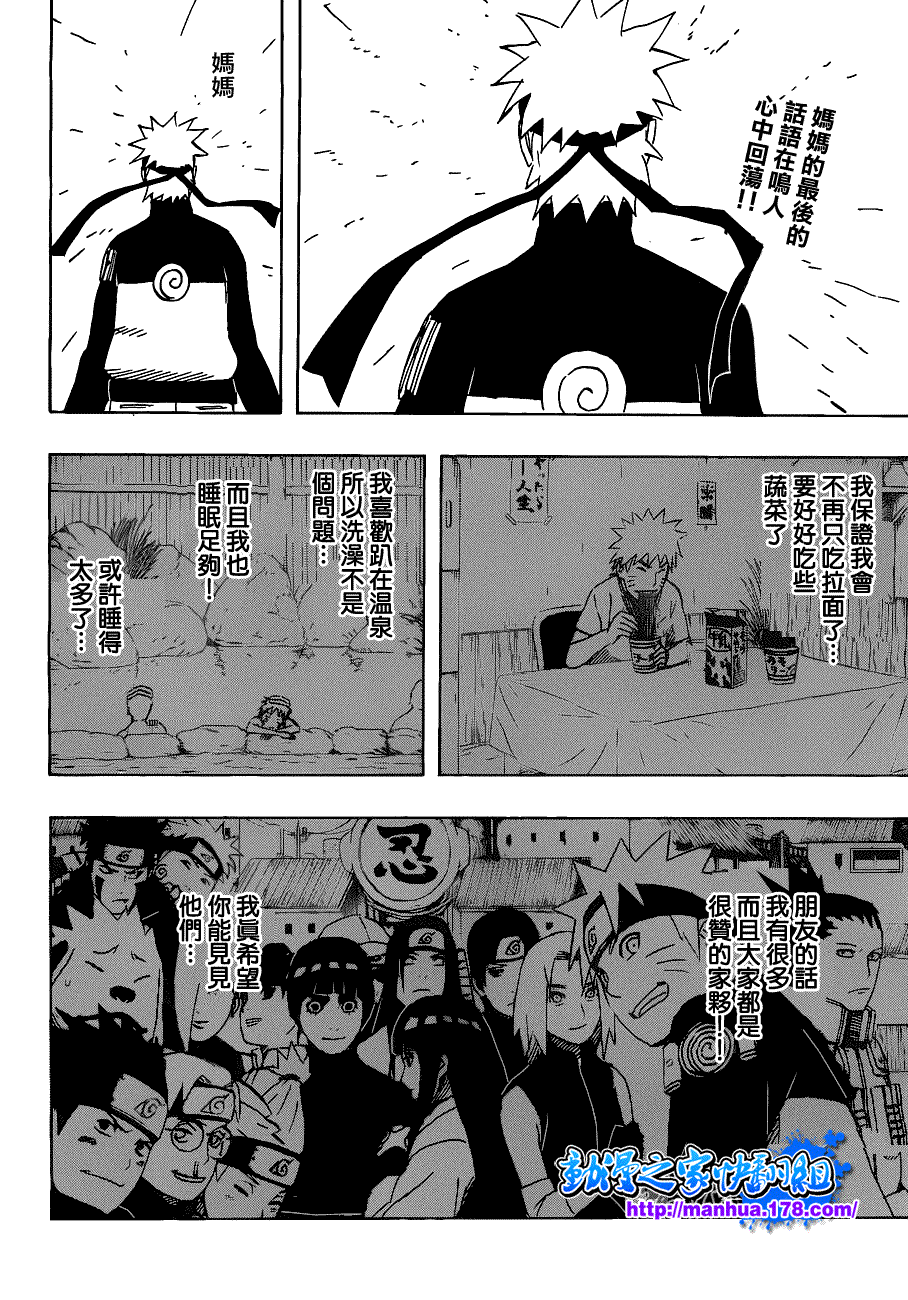 媽媽的最後的
話語在鳴人
心中回蕩!!
媽媽
我保證我會
不再只吃拉面了…
要好好吃些
蔬菜了
人生
我喜歡趴在溫泉
所以洗澡不是
個問題…
而且我也
睡眠足夠！
或許睡得
太多了…
朋友的話
我有很多
而且大家都是
很贊的家夥！！
忍
我真希望
你能見見
他們…
動漫之家快翻組
http://manhua.178.com/